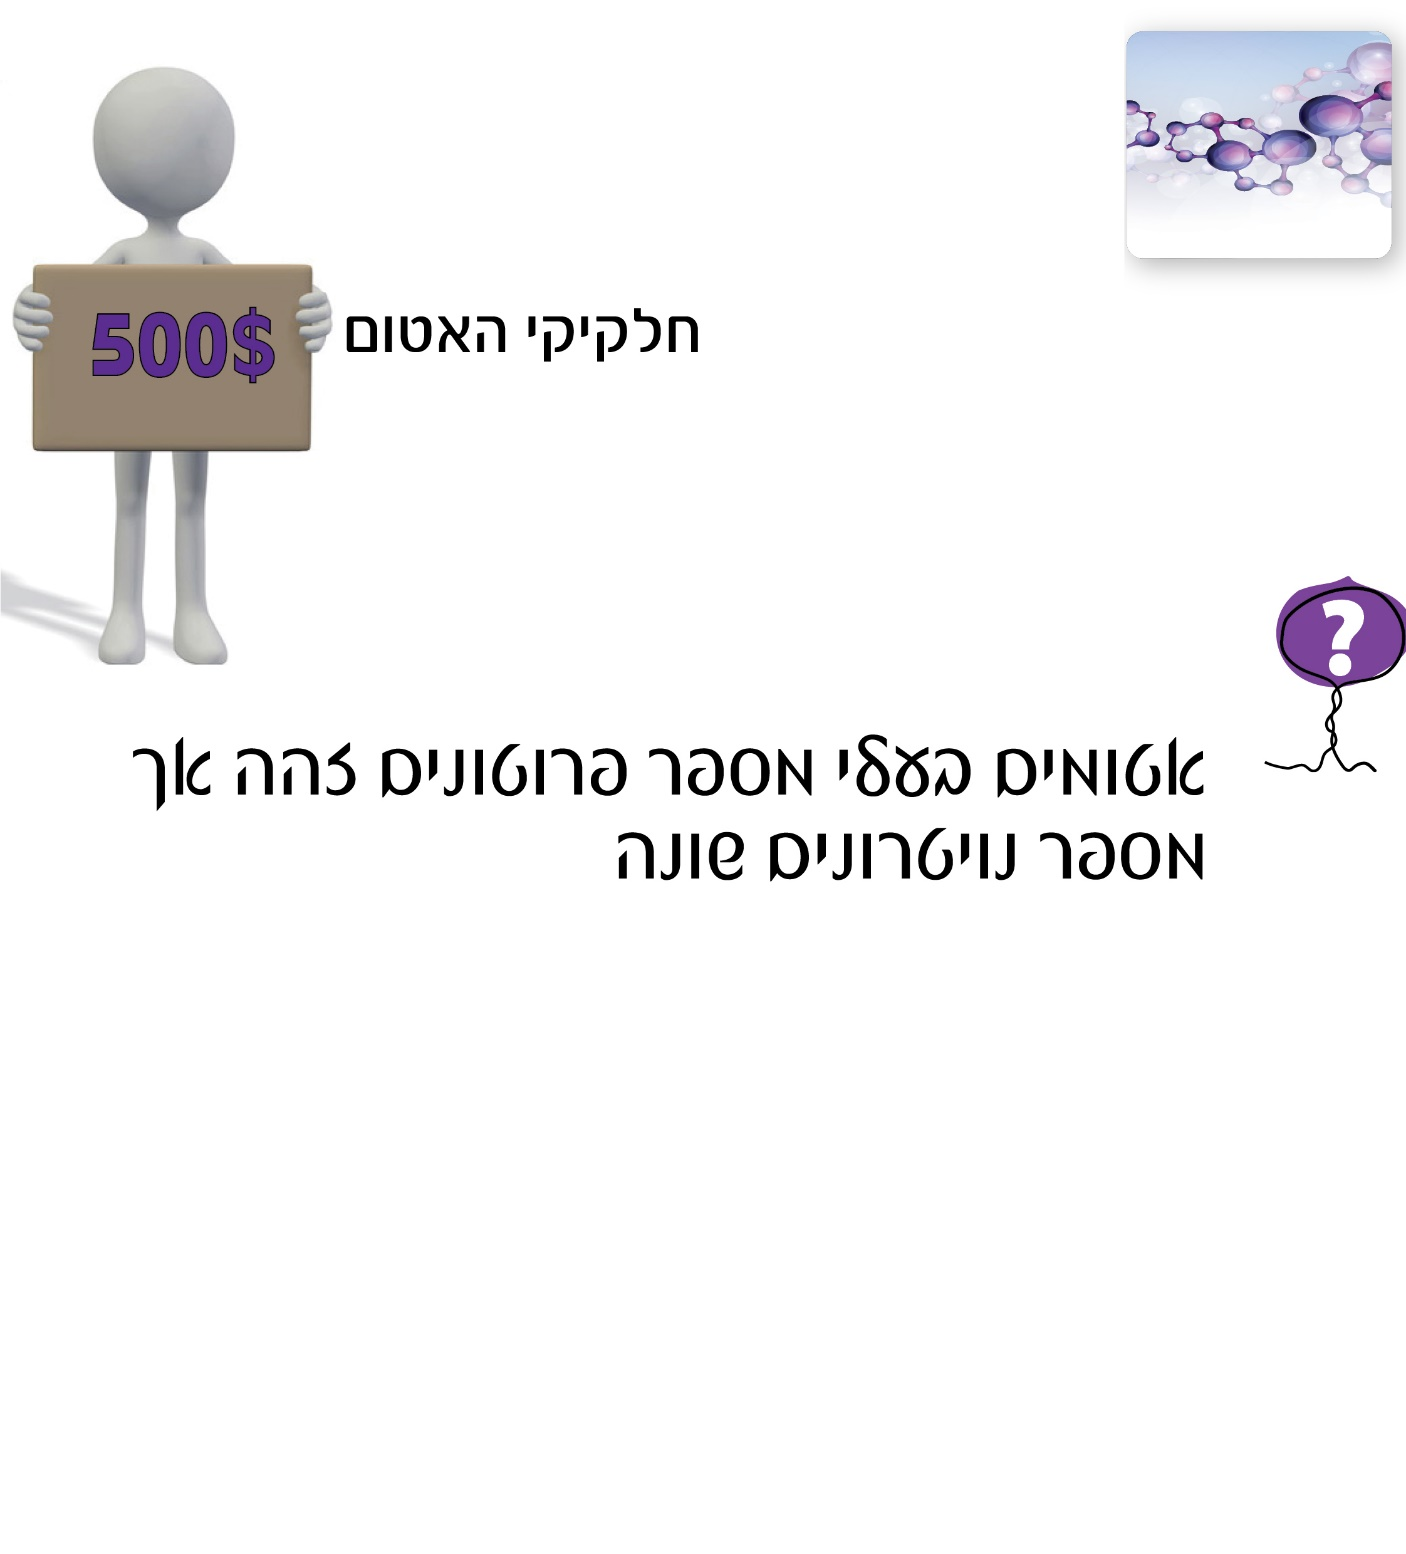 500$
חלקיקי האטום
?
אטומים בעלי מספר פרוטונים זהה אך
מספר נויטרונים שונה